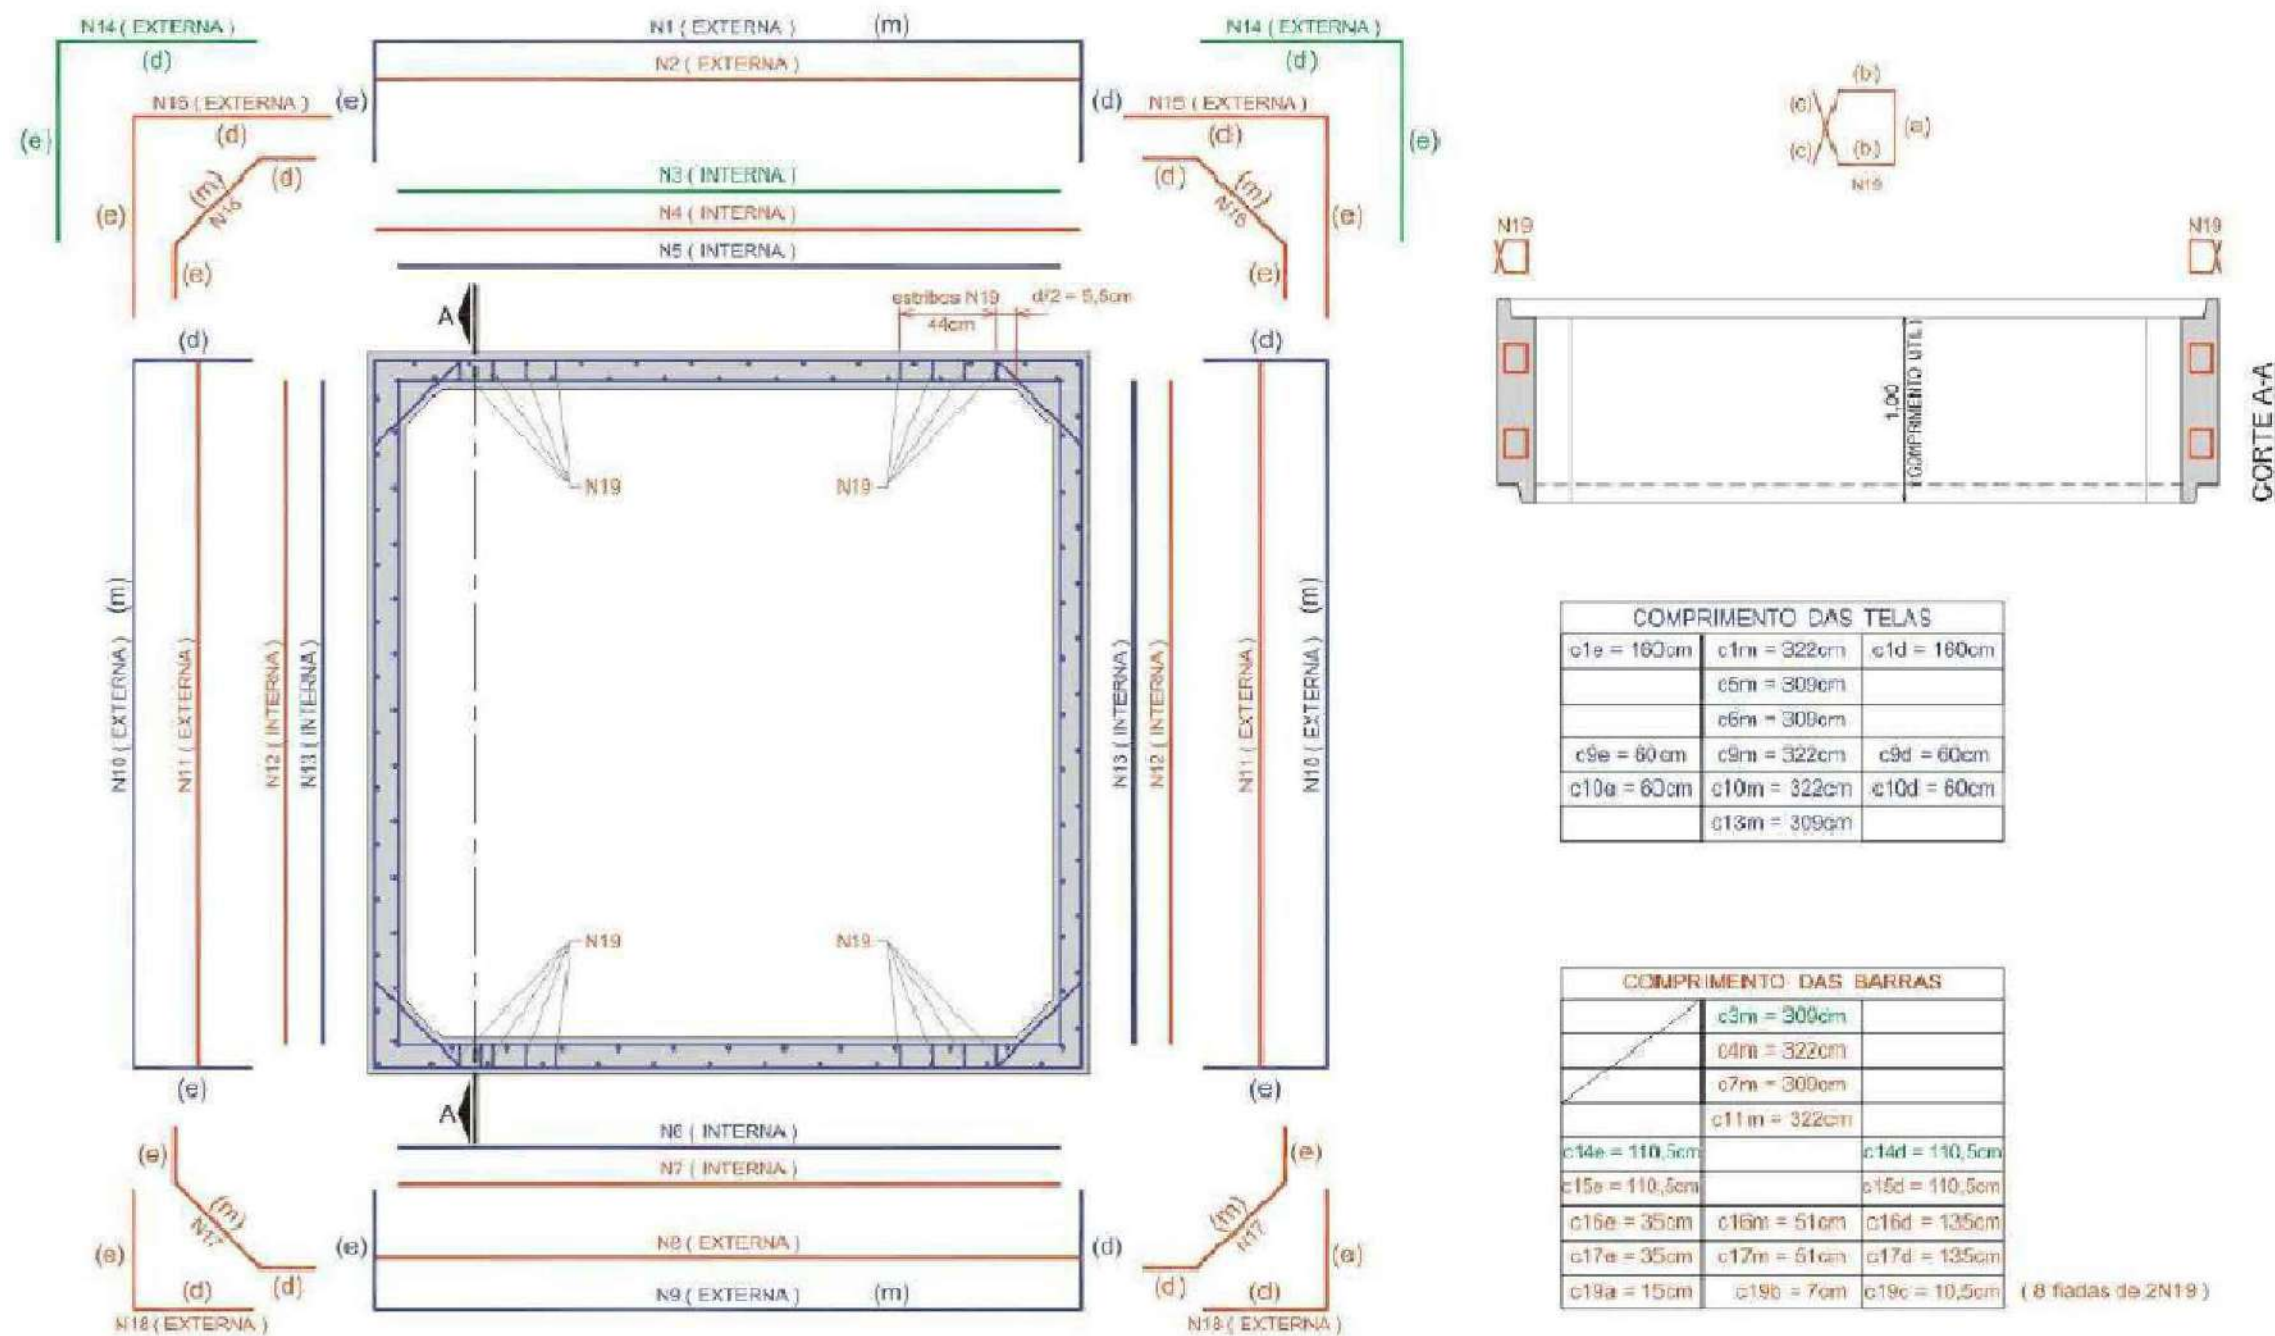 N14 ( EXTERNA )
(d)
(e)
N1 ( EXTERNA )
(m)
N2 ( EXTERNA )
(e)
(d)
N14 ( EXTERNA )
(d)
(e)
N15 ( EXTERNA )
(d)
(e)
(m)
N16
(d)
(e)
N15 ( EXTERNA )
(d)
(e)
(d)
(m)
N16
(e)
N3 ( INTERNA )
N4 ( INTERNA )
N5 ( INTERNA )
(b)
(c)
(a)
(c)
(b)
N19
N19
N19
A
estribos N19
d/2 = 5,5cm
44cm
(d)
N10 ( EXTERNA )
(m)
N11 ( EXTERNA )
N12 ( INTERNA )
N13 ( INTERNA )
(e)
N19
N19
N19
N19
A
N13 ( INTERNA )
N12 ( INTERNA )
N11 ( EXTERNA )
N10 ( EXTERNA )
(m)
(d)
(e)
1,00
(COMPRIMENTO UTIL)
CORTE A-A
COMPRIMENTO DAS TELAS
c1e = 160cm c1m = 322cm c1d = 160cm
c5m = 309cm
c6m = 309cm
c9e = 60cm c9m = 322cm c9d = 60cm
c10e = 60cm c10m = 322cm c10d = 60cm
c13m = 309cm
N6 ( INTERNA )
N7 ( INTERNA )
N8 ( EXTERNA )
N9 ( EXTERNA )
(m)
(e)
(d)
(e)
(m)
N17
(d)
(e)
(d)
N18 ( EXTERNA )
(e)
(m)
N17
(d)
(e)
(d)
N18 ( EXTERNA )
COMPRIMENTO DAS BARRAS
c3m = 309cm
c4m = 322cm
c7m = 309cm
c11m = 322cm
c14e = 110,5cm c14d = 110,5cm
c15e = 110,5cm c15d = 110,5cm
c16e = 35cm c16m = 51cm c16d = 135cm
c17e = 35cm c17m = 51cm c17d = 135cm
c19a = 15cm c19b = 7cm c19c = 10,5cm
( 8 fiadas de 2N19 )